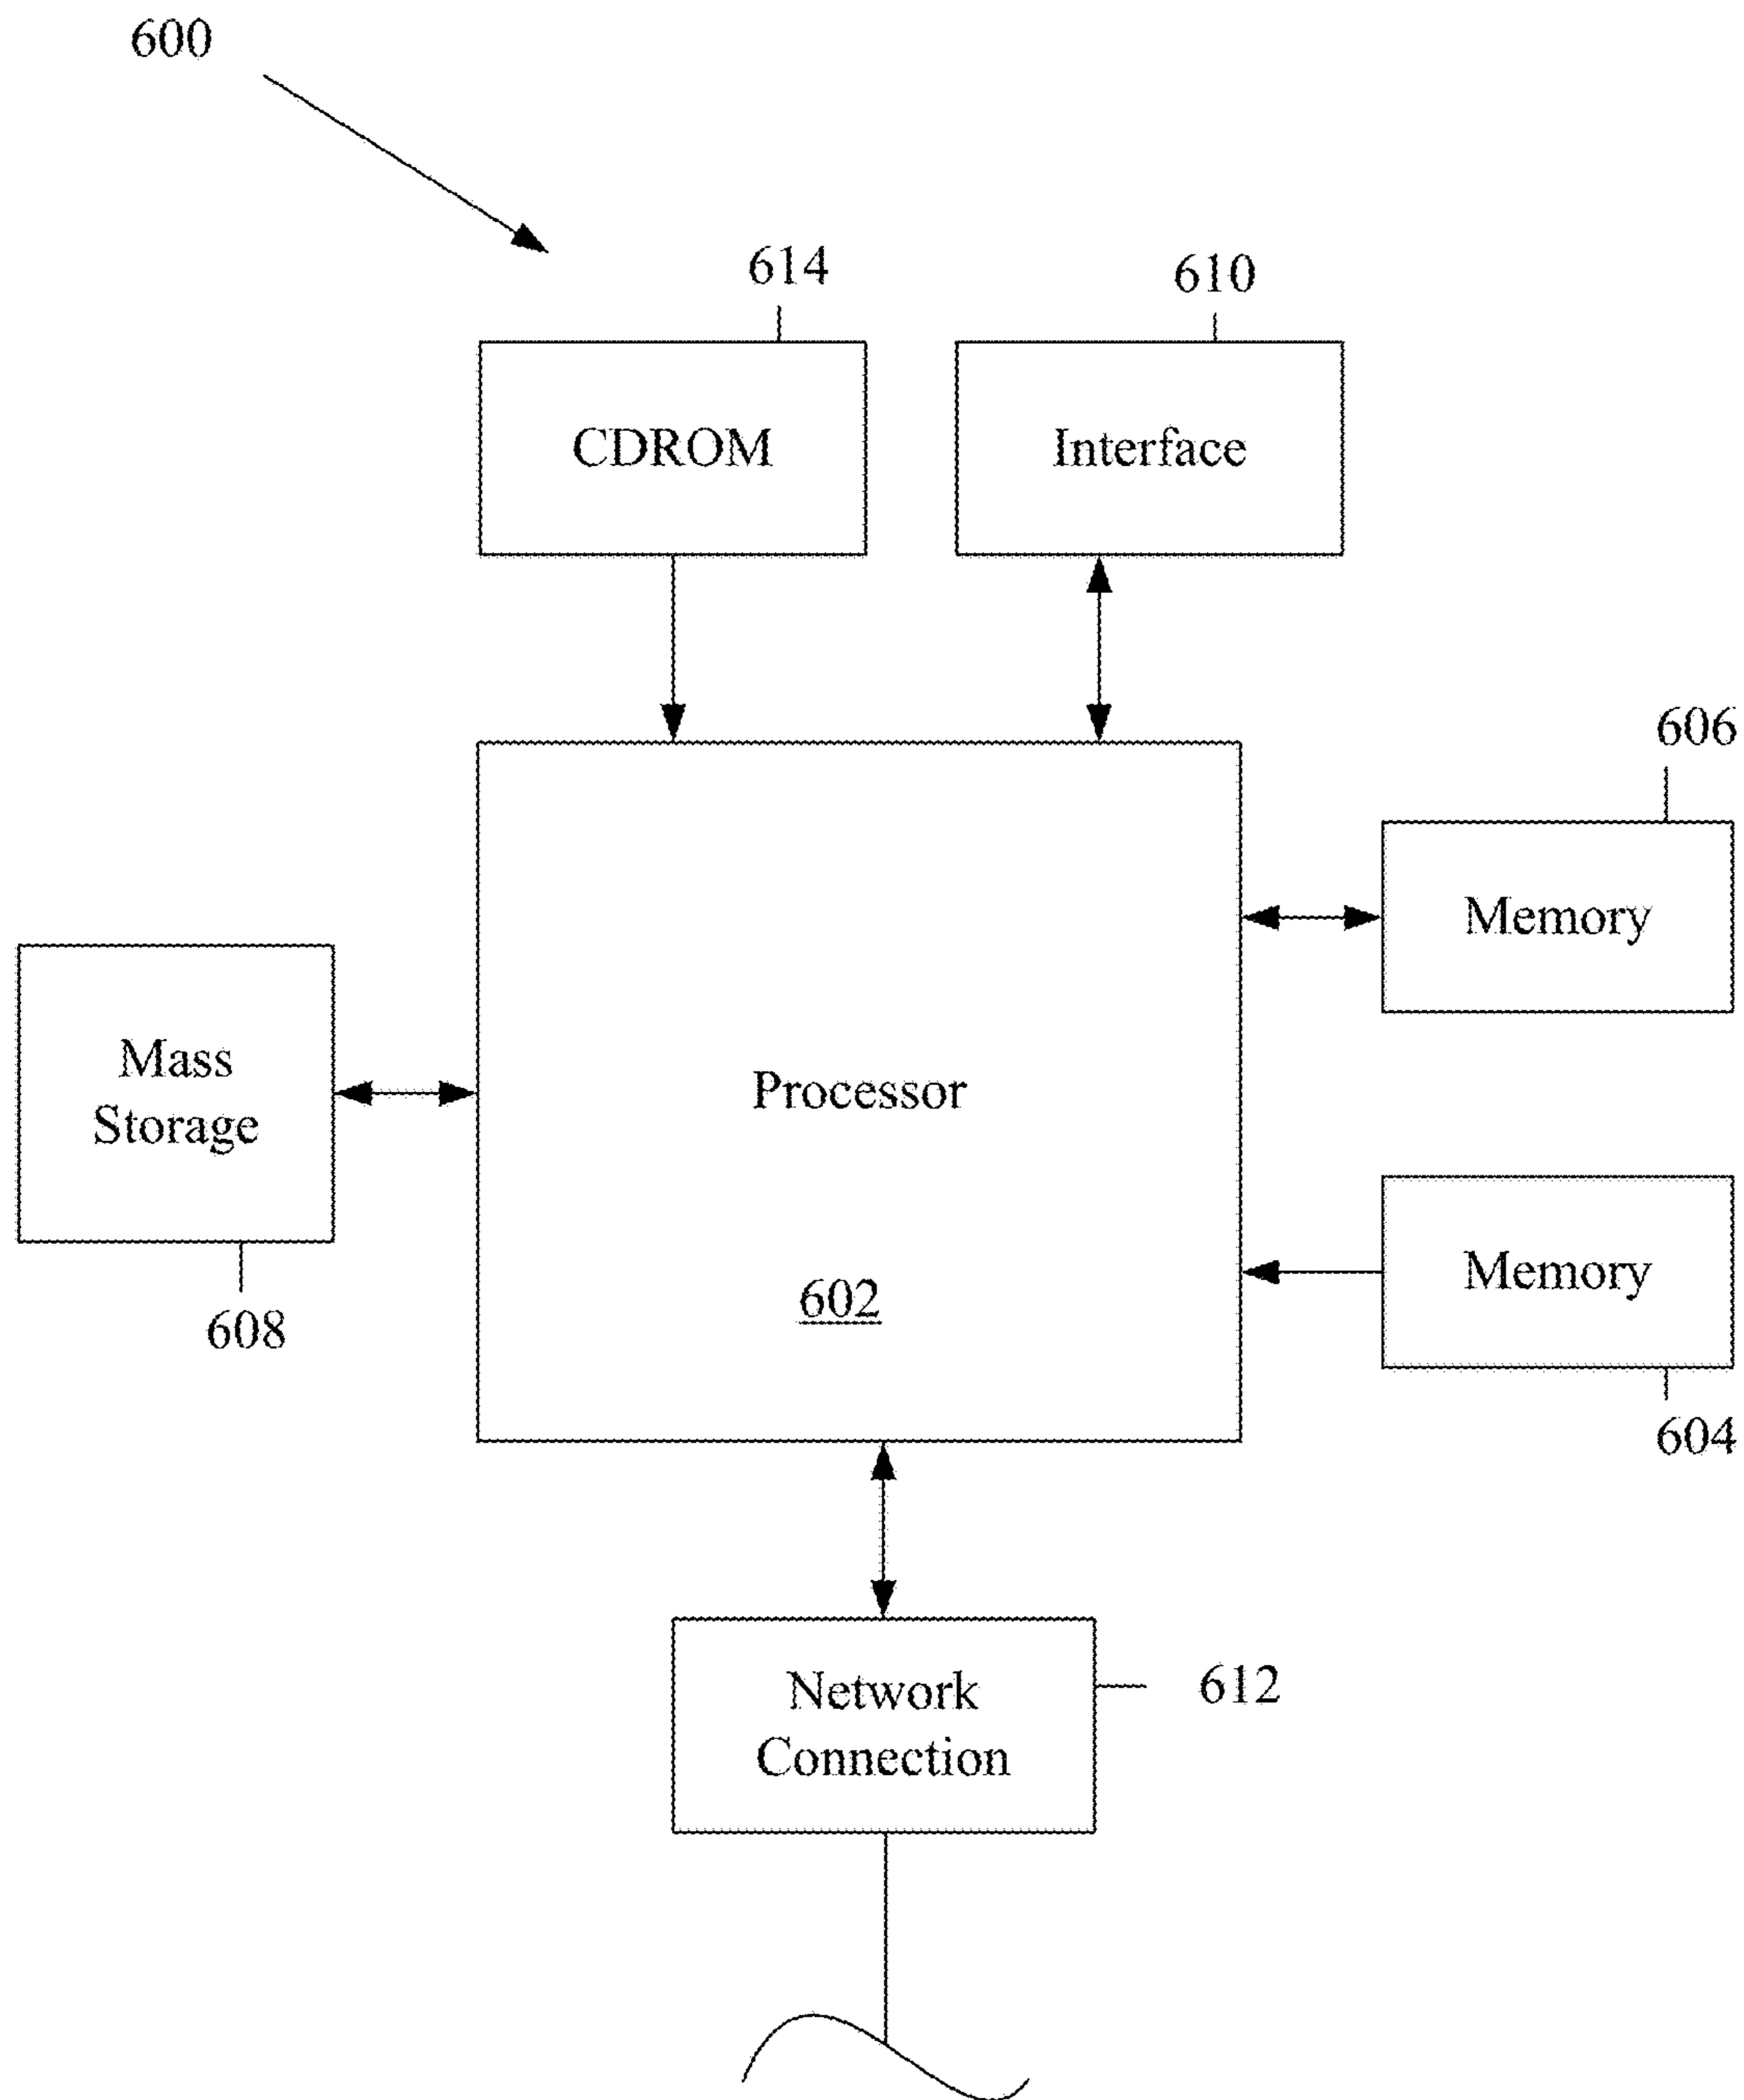 600
614
610
CDROM
Interface
606
Memory
Mass
Storage
Processor
Memory
602
608
604
Network
Connection
612